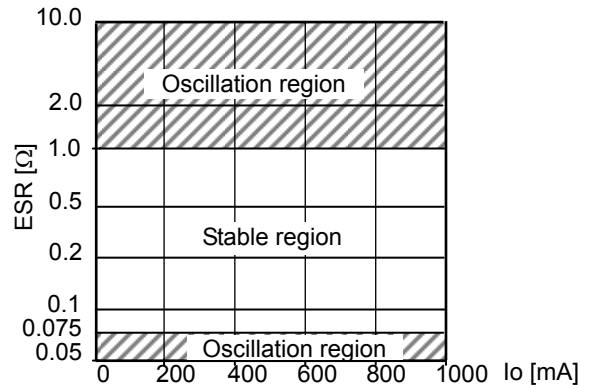 10.0
Oscillation region
2.0
1.0
0.5
ESR [Ω]
Stable region
0.2
0.1
0.075
Oscillation region
0.05
0 200 400 600 800 1000 Io [mA]